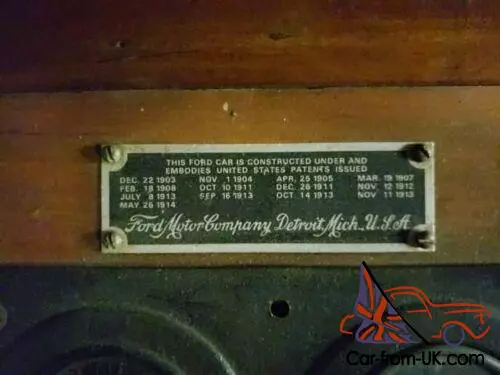 THIS FORD CAR IS CONSTRUCTED UNDER AND
EMBODIES UNITED STATES PATENTS ISSUED
DEC. 22 1903 NOV. 1 1904 APR. 25 1905 MAR. 19 1907
FEB. 18 1908 OCT 10 1911 DEC. 26 1911 NOV 12 1912
JULY 8 1913 SEP. 16 1913 OCT 14 1913 NOV 11 1913
MAY 26 1914
Ford Motor Company Detroit, Mich., U.S.A.
Car-from-UK.com